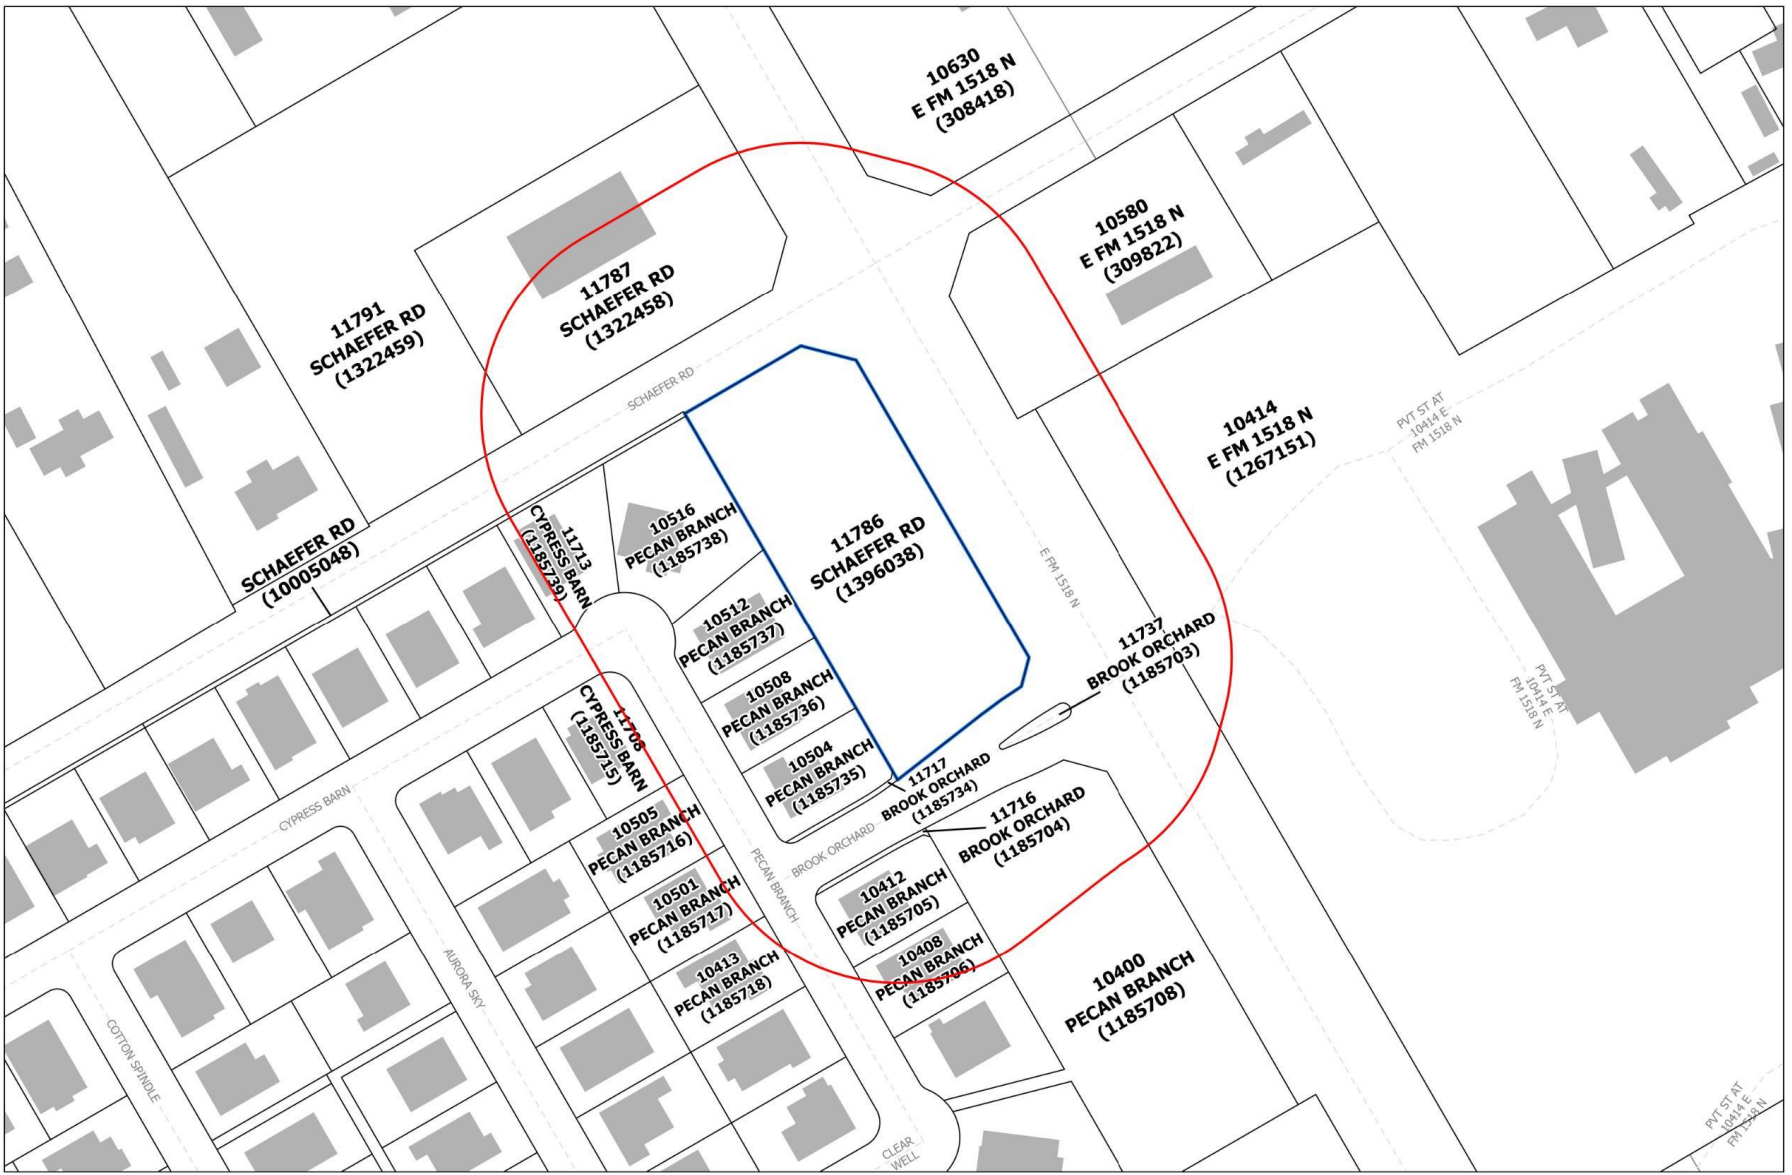 10630
E FM 1518 N
(308418)
10580
E FM 1518 N
(309822)
11787
SCHAEFER RD
(1322458)
11791
SCHAEFER RD
(1322459)
SCHAEFER RD
10414
E FM 1518 N
(1267151)
PVT ST AT
10414 E
FM 1518 N
SCHAEFER RD
(10005048)
11713
CYPRESS BARN
(1185739)
10516
PECAN BRANCH
(1185738)
11786
SCHAEFER RD
(1396038)
E FM 1518 N
10512
PECAN BRANCH
(1185737)
11737
BROOK ORCHARD
(1185703)
10508
PECAN BRANCH
(1185736)
PVT ST AT
10414 E
FM 1518 N
11708
CYPRESS BARN
(1185715)
10504
PECAN BRANCH
(1185735)
11717
BROOK ORCHARD
(1185734)
CYPRESS BARN
10505
PECAN BRANCH
(1185716)
BROOK ORCHARD
11716
BROOK ORCHARD
(1185704)
PECAN BRANCH
10501
PECAN BRANCH
(1185717)
10412
PECAN BRANCH
(1185705)
10408
PECAN BRANCH
(1185706)
10413
PECAN BRANCH
(1185718)
AURORA SKY
10400
PECAN BRANCH
(1185708)
COTTON SPINDLE
CLEAR
WELL
PVT ST AT
10414 E
FM 1518 N